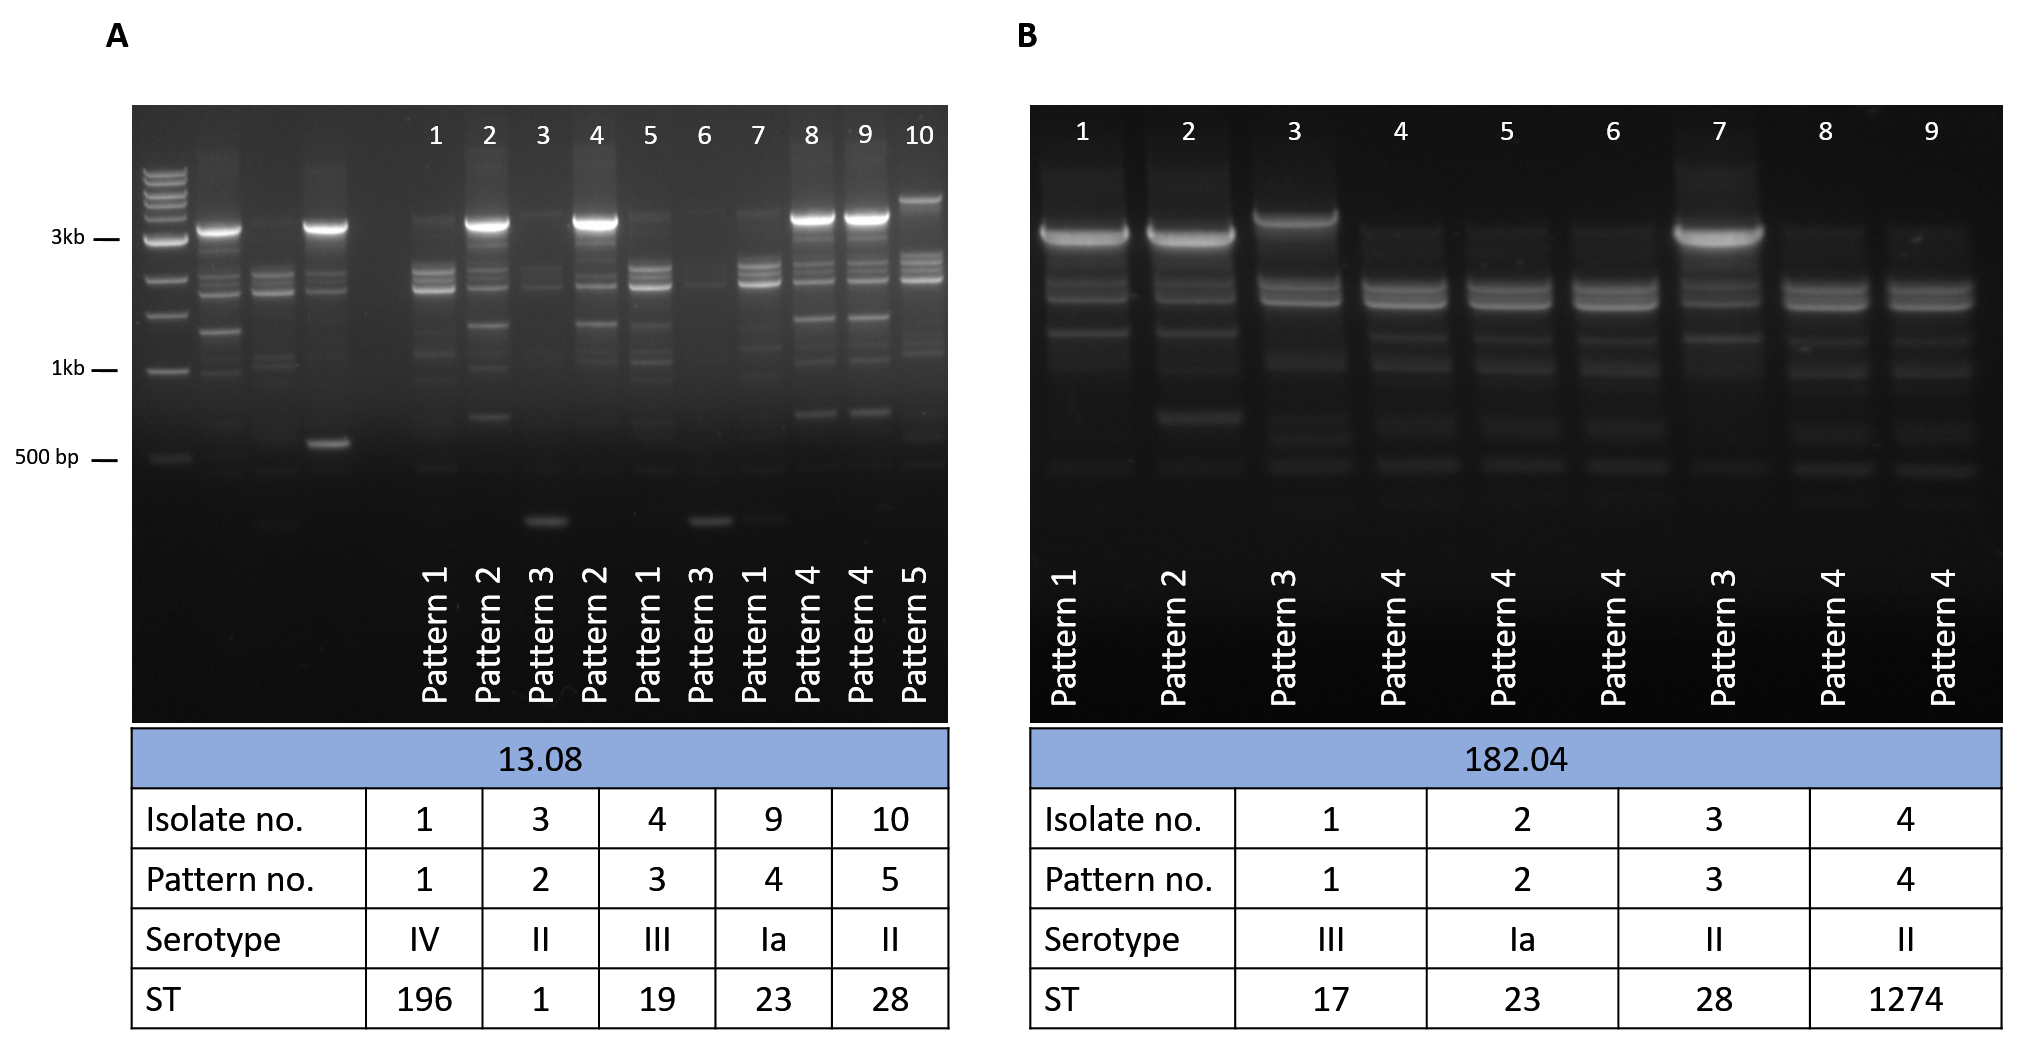 A
1 2 3 4 5 6 7 8 9 10
3kb
1kb
500 bp
Pattern 1
Pattern 2
Pattern 3
Pattern 2
Pattern 1
Pattern 3
Pattern 1
Pattern 4
Pattern 4
Pattern 5
13.08
Isolate no. 1 3 4 9 10
Pattern no. 1 2 3 4 5
Serotype IV II III Ia II
ST 196 1 19 23 28
B
1 2 3 4 5 6 7 8 9
Pattern 1
Pattern 2
Pattern 3
Pattern 4
Pattern 4
Pattern 4
Pattern 3
Pattern 4
Pattern 4
182.04
Isolate no. 1 2 3 4
Pattern no. 1 2 3 4
Serotype III Ia II II
ST 17 23 28 1274